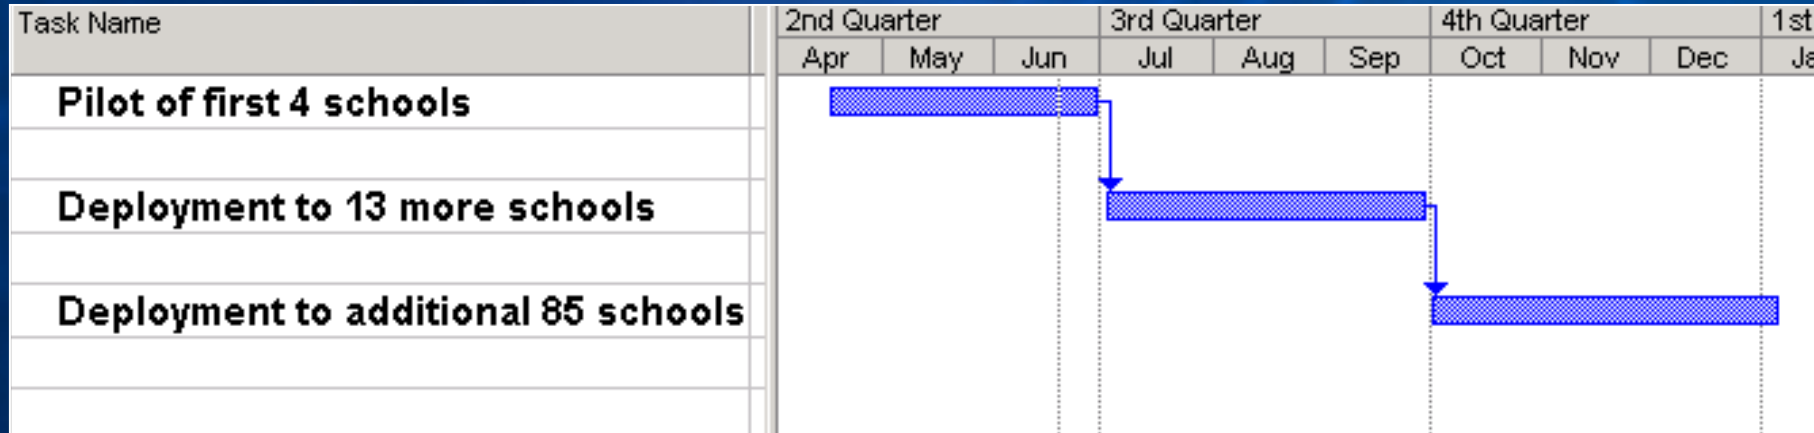 Task Name
2nd Quarter 3rd Quarter 4th Quarter 1st
Apr May Jun Jul Aug Sep Oct Nov Dec Ja
Pilot of first 4 schools
Deployment to 13 more schools
Deployment to additional 85 schools